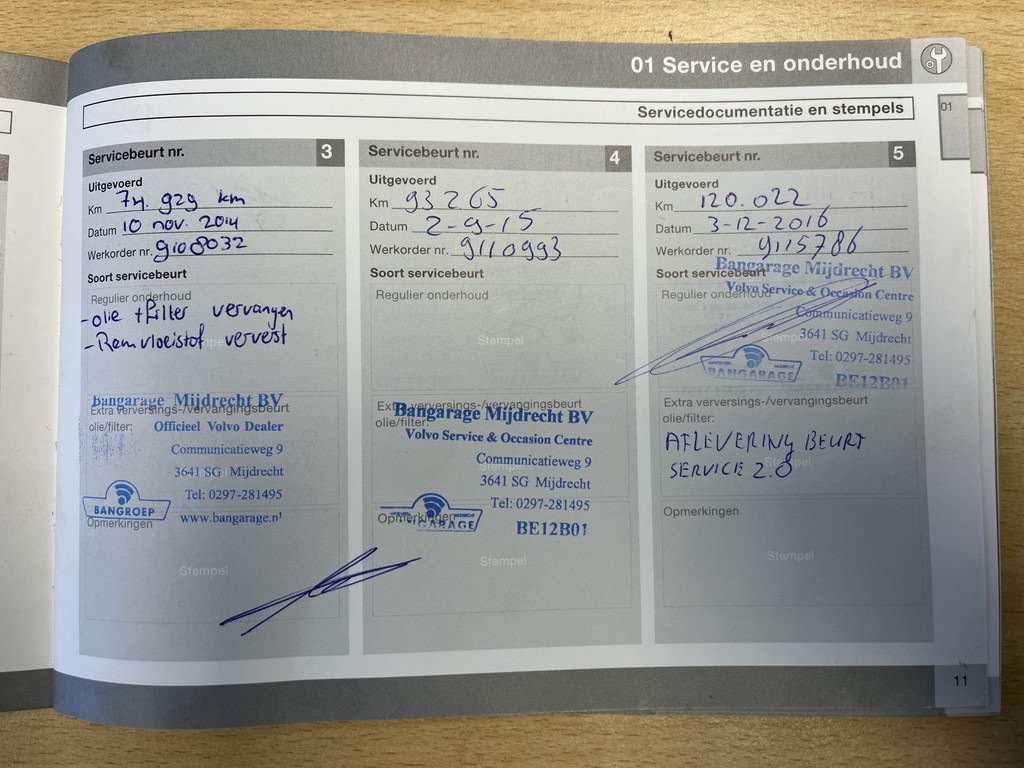 01 Service en onderhoud
01
Servicedocumentatie en stempels
Servicebeurt nr. 3
Uitgevoerd
Km 74.929 km
Datum 10 nov. 2014
Werkorder nr. 9108032
Soort servicebeurt
Regulier onderhoud
- olie + filter vervangen
- Remvloeistof ververst
Stempel
Bangarage Mijdrecht BV
Extra verversings-/vervangingsbeurt
olie/filter:
Officieel Volvo Dealer
Communicatieweg 9
3641 SG Mijdrecht
Tel: 0297-281495
BANGROEP
www.bangarage.nl
Opmerkingen
Stempel
Servicebeurt nr. 4
Uitgevoerd
Km 93265
Datum 2-9-15
Werkorder nr. 9110993
Soort servicebeurt
Regulier onderhoud
Stempel
Extra verversings-/vervangingsbeurt
Bangarage Mijdrecht BV
olie/filter:
Volvo Service & Occasion Centre
Communicatieweg 9
Stempel
3641 SG Mijdrecht
Tel: 0297-281495
Opmerkingen
BANGARAGE
BE12B01
Stempel
Servicebeurt nr. 5
Uitgevoerd
Km 120.022
Datum 3-12-2016
Werkorder nr. 9115786
Bangarage Mijdrecht BV
Soort servicebeurt
Volvo Service & Occasion Centre
Regulier onderhoud
Communicatieweg 9
3641 SG Mijdrecht
Tel: 0297-281495
BANGARAGE
BE12B01
Extra verversings-/vervangingsbeurt
olie/filter:
AFLEVERING BEURT
SERVICE 2.0
Stempel
Opmerkingen
Stempel
11